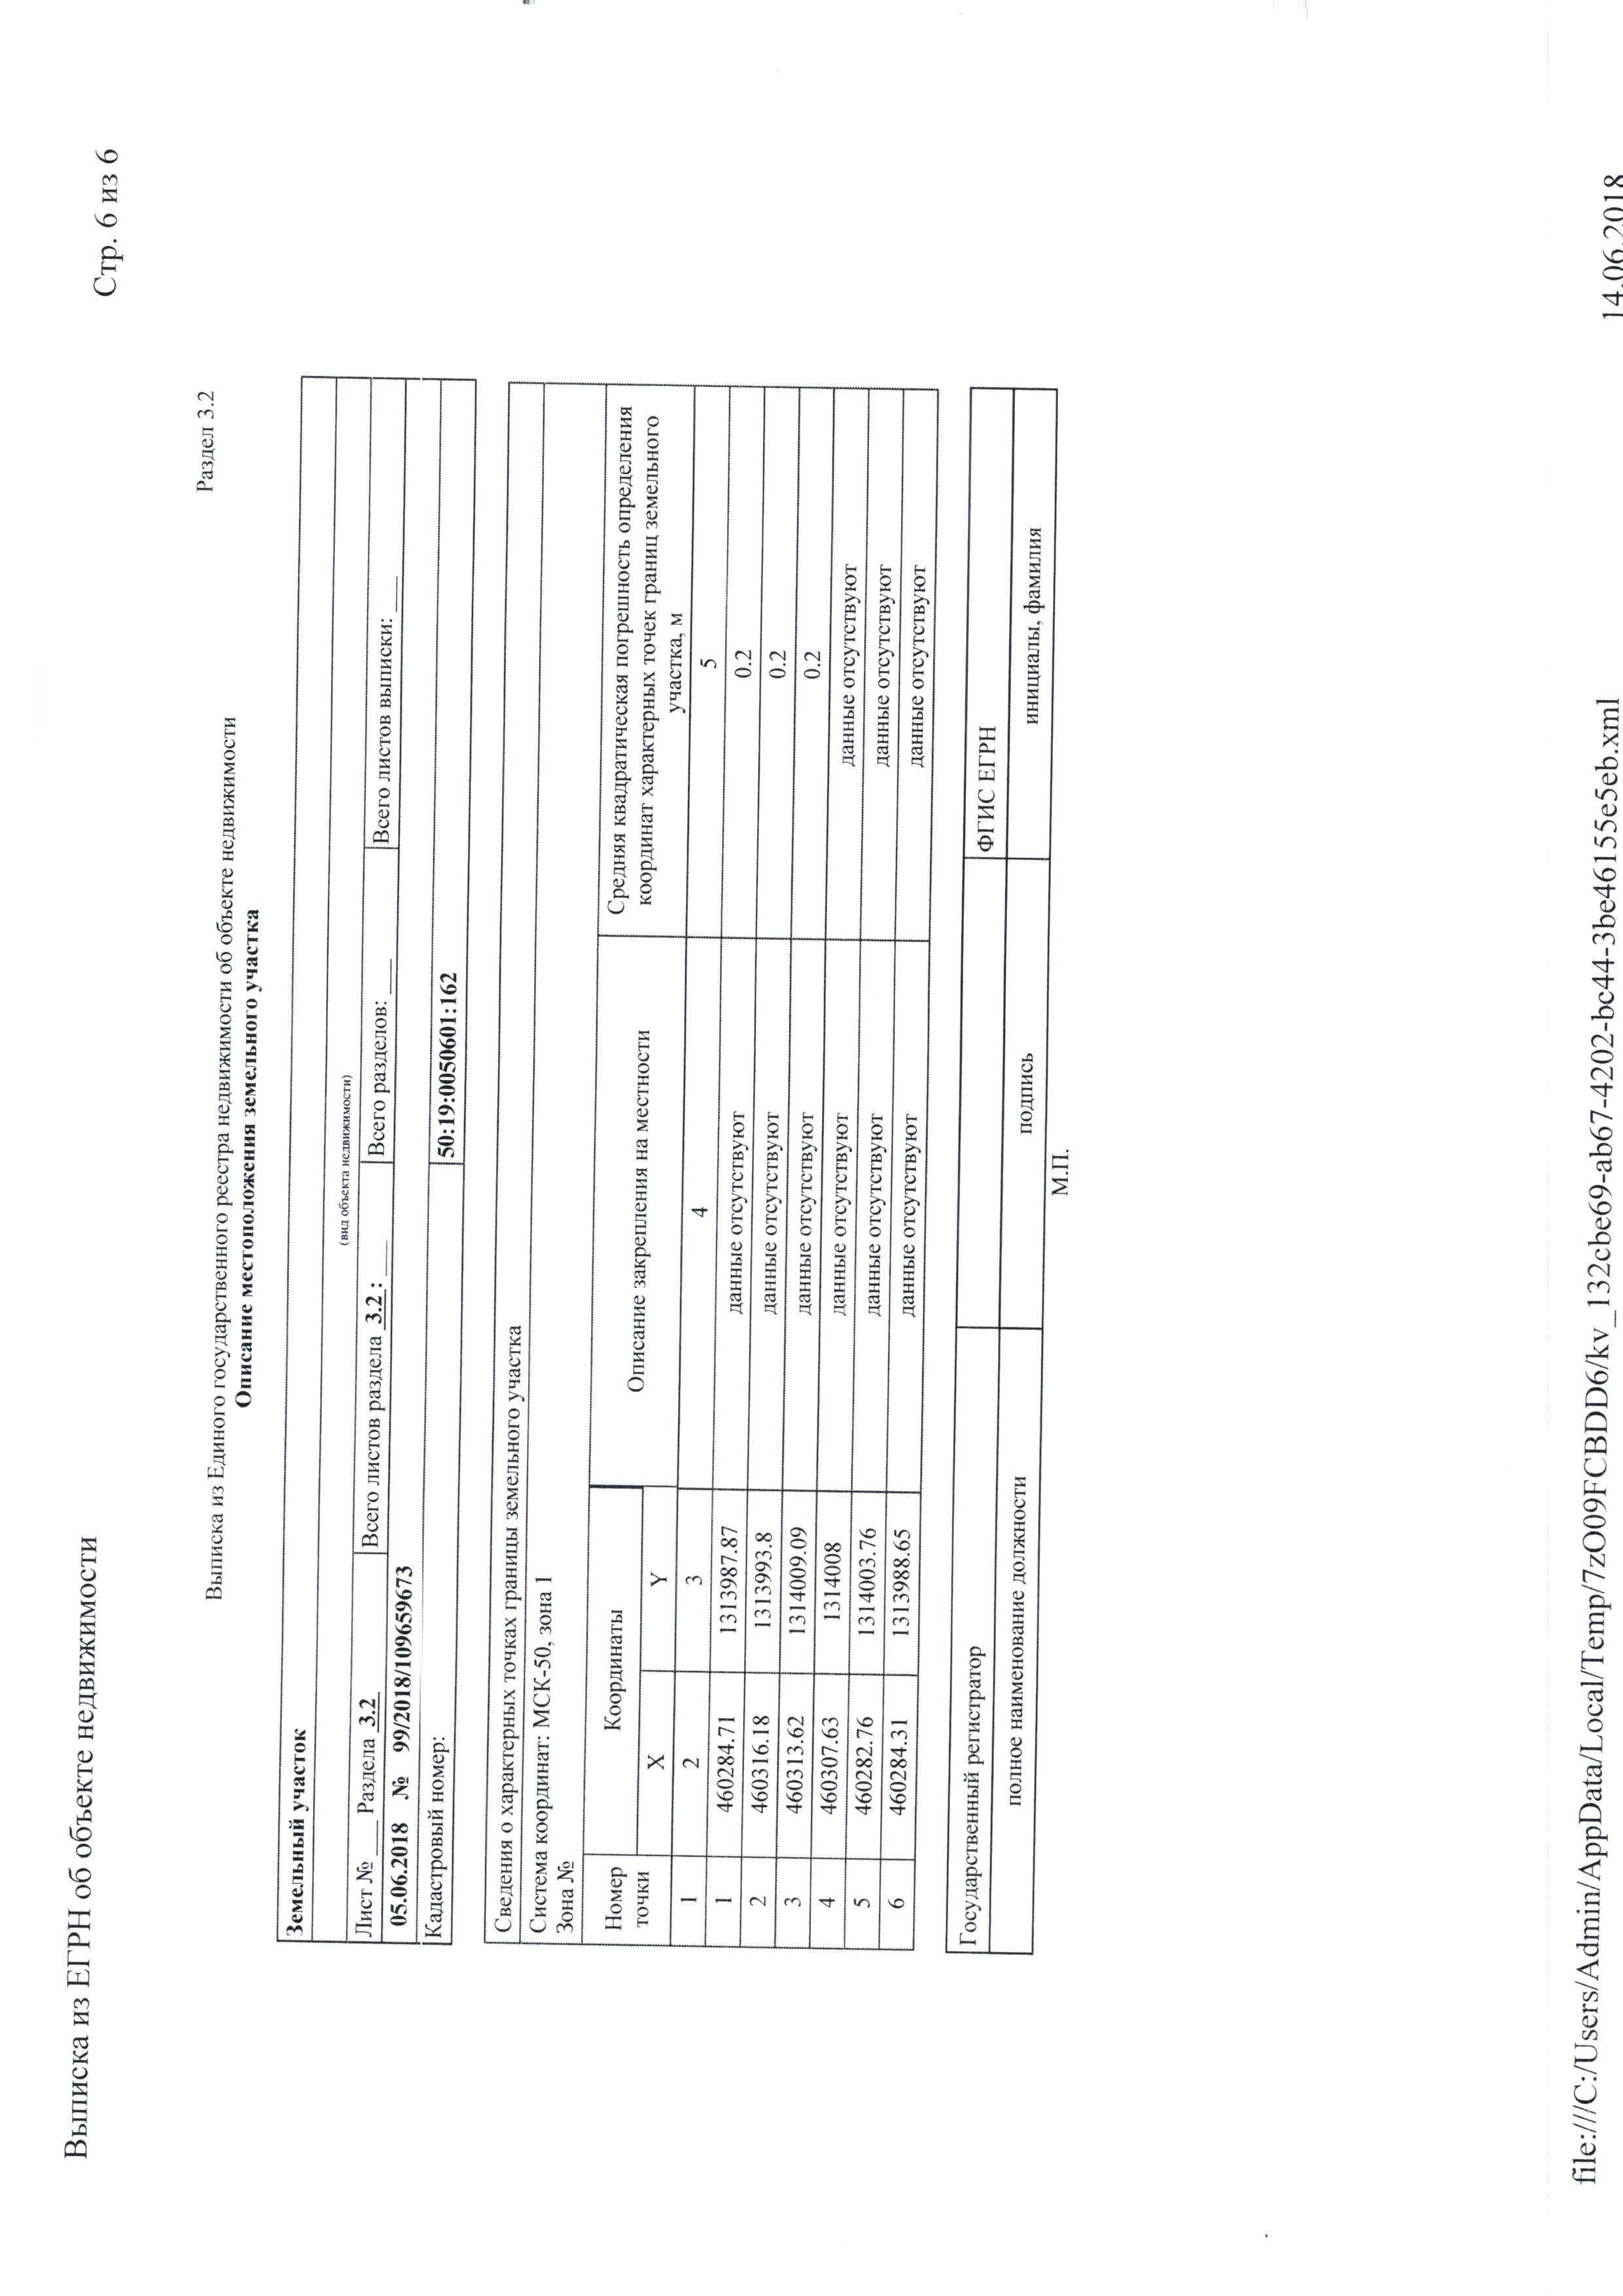 Выписка из ЕГРН об объекте недвижимости
Стр. 6 из 6
Раздел 3.2
Выписка из Единого государственного реестра недвижимости об объекте недвижимости
Описание местоположения земельного участка
Земельный участок
(вид объекта недвижимости)
Лист № ___ Раздела 3.2 Всего листов раздела 3.2 : ___ Всего разделов: ___ Всего листов выписки: ___
05.06.2018 № 99/2018/109659673
Кадастровый номер: 50:19:0050601:162
Сведения о характерных точках границы земельного участка
Система координат: МСК-50, зона 1
Зона №
Номер точки Координаты Описание закрепления на местности Средняя квадратическая погрешность определения
координат характерных точек границ земельного
участка, м
X Y
1 2 3 4 5
1 460284.71 1313987.87 данные отсутствуют 0.2
2 460316.18 1313993.8 данные отсутствуют 0.2
3 460313.62 1314009.09 данные отсутствуют 0.2
4 460307.63 1314008 данные отсутствуют данные отсутствуют
5 460282.76 1314003.76 данные отсутствуют данные отсутствуют
6 460284.31 1313988.65 данные отсутствуют данные отсутствуют
Государственный регистратор ФГИС ЕГРН
полное наименование должности подпись инициалы, фамилия
М.П.
file:///C:/Users/Admin/AppData/Local/Temp/7zO09FCBDD6/kv_132cbe69-ab67-4202-bc44-3be46155e5eb.xml
14.06.2018